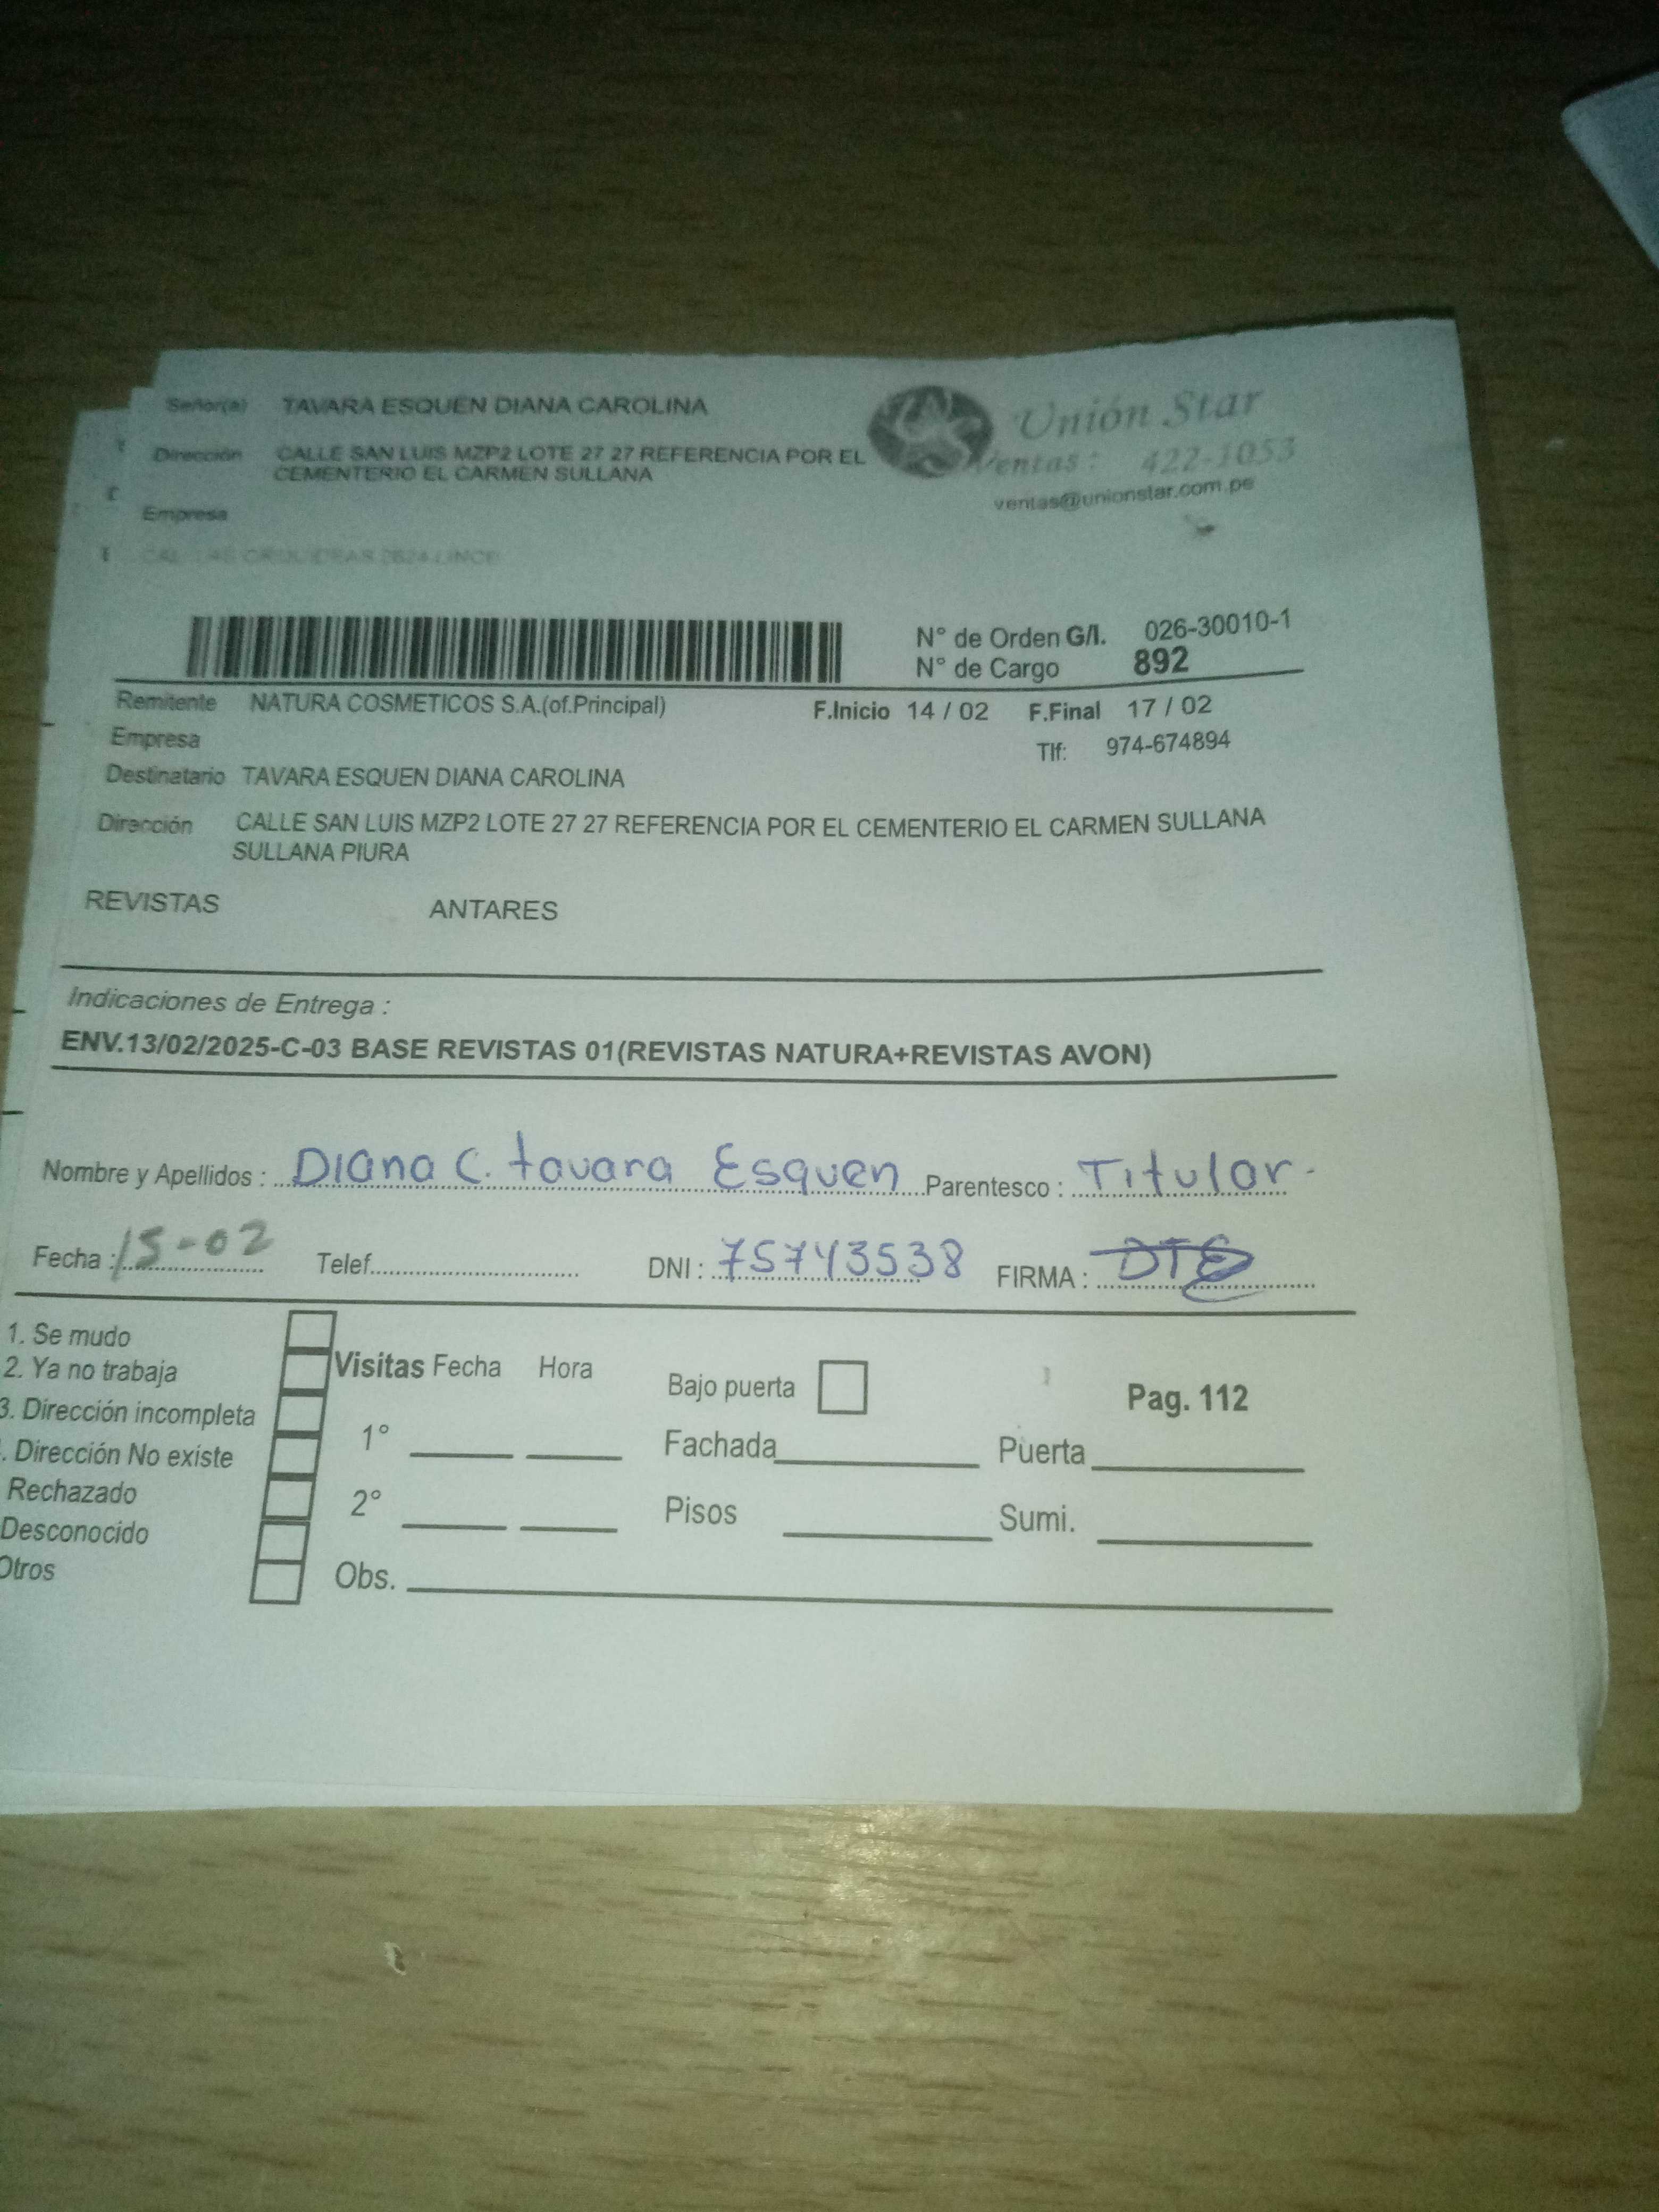 Señor(a) TAVARA ESQUEN DIANA CAROLINA
Unión Star
Dirección CALLE SAN LUIS MZP2 LOTE 27 27 REFERENCIA POR EL
CEMENTERIO EL CARMEN SULLANA
Ventas: 422-1053
ventas@unionstar.com.pe
Empresa
N° de Orden G/I. 026-30010-1
N° de Cargo 892
Remitente NATURA COSMETICOS S.A.(of.Principal) F.Inicio 14 / 02 F.Final 17 / 02
Empresa Tlf: 974-674894
Destinatario TAVARA ESQUEN DIANA CAROLINA
Dirección CALLE SAN LUIS MZP2 LOTE 27 27 REFERENCIA POR EL CEMENTERIO EL CARMEN SULLANA
SULLANA PIURA
REVISTAS ANTARES
Indicaciones de Entrega :
ENV.13/02/2025-C-03 BASE REVISTAS 01(REVISTAS NATURA+REVISTAS AVON)
Nombre y Apellidos : Diana C. tavara Esquen Parentesco : Titular
Fecha : 15-02 Telef. DNI : 75743538 FIRMA : DTE
1. Se mudo
2. Ya no trabaja
3. Dirección incompleta
. Dirección No existe
Rechazado
Desconocido
Otros
Visitas Fecha Hora
1°
2°
Obs.
Bajo puerta
Pag. 112
Fachada Puerta
Pisos Sumi.